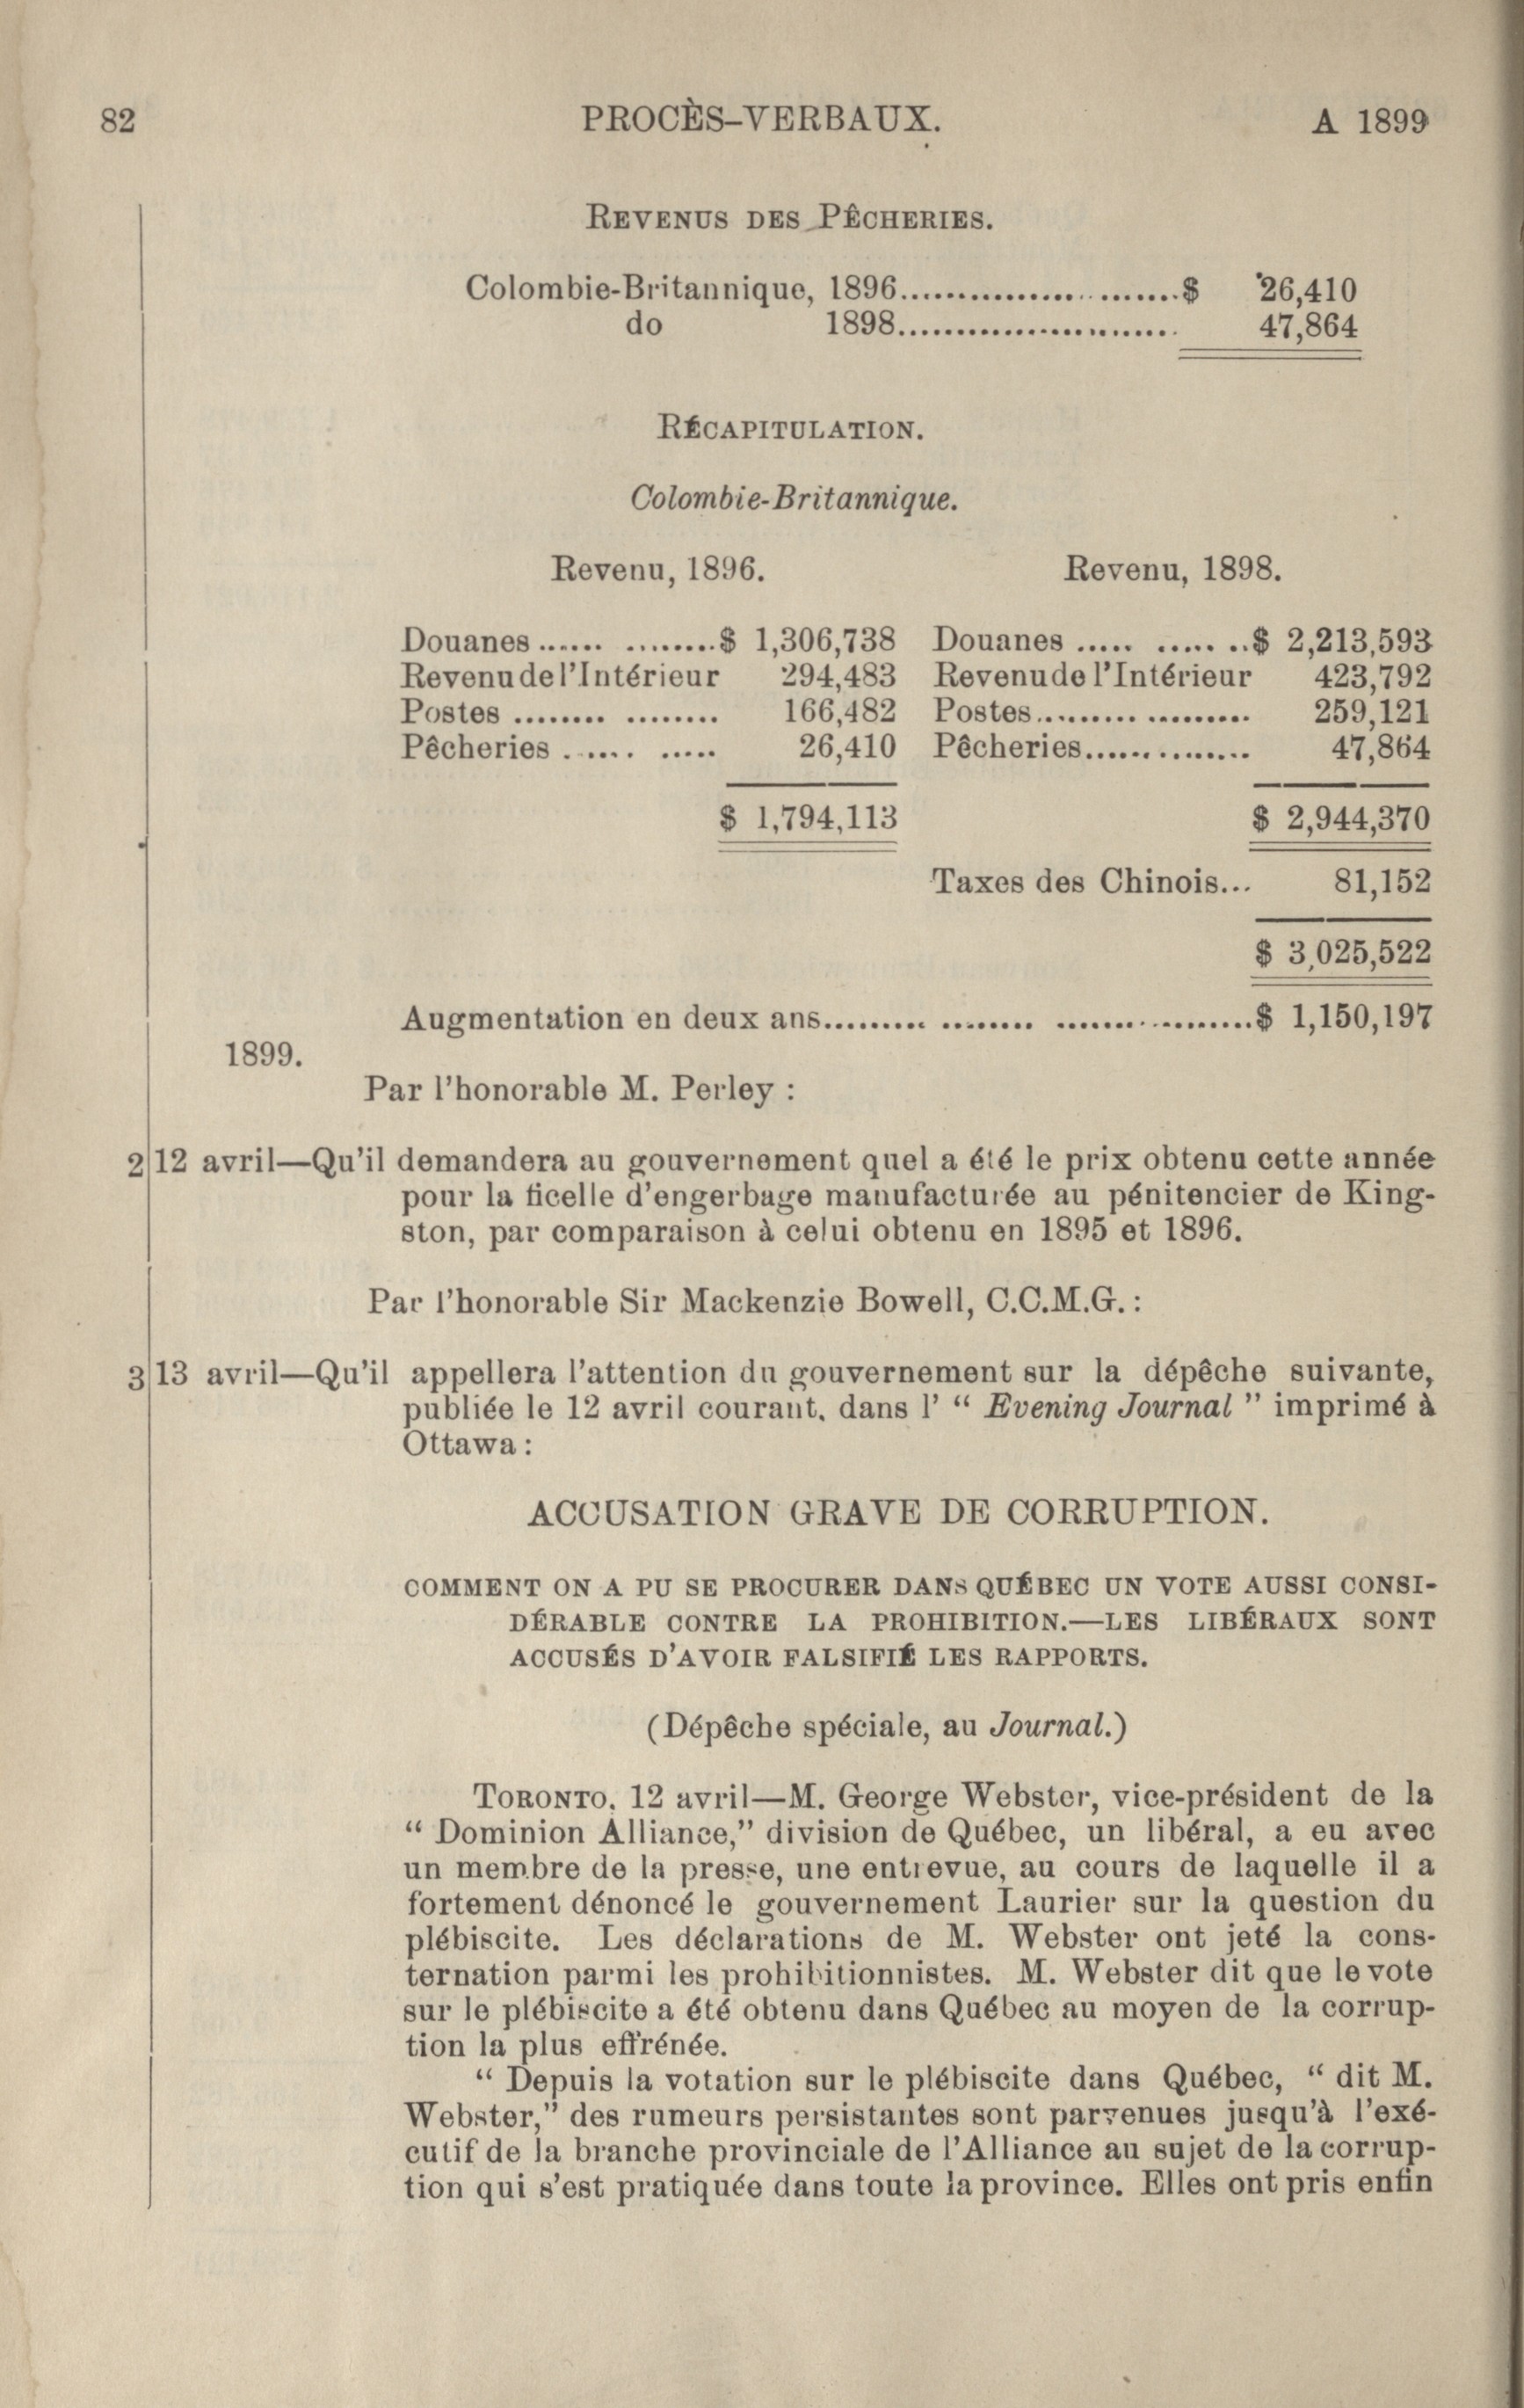 82 PROCÈS-VERBAUX. A 1899
REVENUS DES PÊCHERIES.
Colombie-Britannique, 1896..............................$ 26,410
do 1898........................... 47,864
RÉCAPITULATION.
Colombie-Britannique.
Revenu, 1896. Revenu, 1898.
Douanes...... ........$ 1,306,738 Douanes ..... ..... ..$ 2,213,593
Revenu de l'Intérieur 294,483 Revenu de l'Intérieur 423,792
Postes ........ ........ 166,482 Postes.......... ......... 259,121
Pêcheries ...... ..... 26,410 Pêcheries............... 47,864
$ 1,794,113 $ 2,944,370
Taxes des Chinois... 81,152
$ 3,025,522
Augmentation en deux ans.......... ........ ..................$ 1,150,197
1899.
Par l'honorable M. Perley :
2 12 avril—Qu'il demandera au gouvernement quel a été le prix obtenu cette année
pour la ficelle d'engerbage manufacturée au pénitencier de King-
ston, par comparaison à celui obtenu en 1895 et 1896.
Par l'honorable Sir Mackenzie Bowell, C.C.M.G. :
3 13 avril—Qu'il appellera l'attention du gouvernement sur la dépêche suivante,
publiée le 12 avril courant, dans l' “ Evening Journal ” imprimé à
Ottawa :
ACCUSATION GRAVE DE CORRUPTION.
COMMENT ON A PU SE PROCURER DANS QUÉBEC UN VOTE AUSSI CONSI-
DÉRABLE CONTRE LA PROHIBITION.—LES LIBÉRAUX SONT
ACCUSÉS D'AVOIR FALSIFIÉ LES RAPPORTS.
(Dépêche spéciale, au Journal.)
TORONTO, 12 avril—M. George Webster, vice-président de la
“ Dominion Alliance,” division de Québec, un libéral, a eu avec
un membre de la presse, une entrevue, au cours de laquelle il a
fortement dénoncé le gouvernement Laurier sur la question du
plébiscite. Les déclarations de M. Webster ont jeté la cons-
ternation parmi les prohibitionnistes. M. Webster dit que le vote
sur le plébiscite a été obtenu dans Québec au moyen de la corrup-
tion la plus effrénée.
“ Depuis la votation sur le plébiscite dans Québec, “ dit M.
Webster,” des rumeurs persistantes sont parvenues jusqu'à l'exé-
cutif de la branche provinciale de l'Alliance au sujet de la corrup-
tion qui s'est pratiquée dans toute la province. Elles ont pris enfin